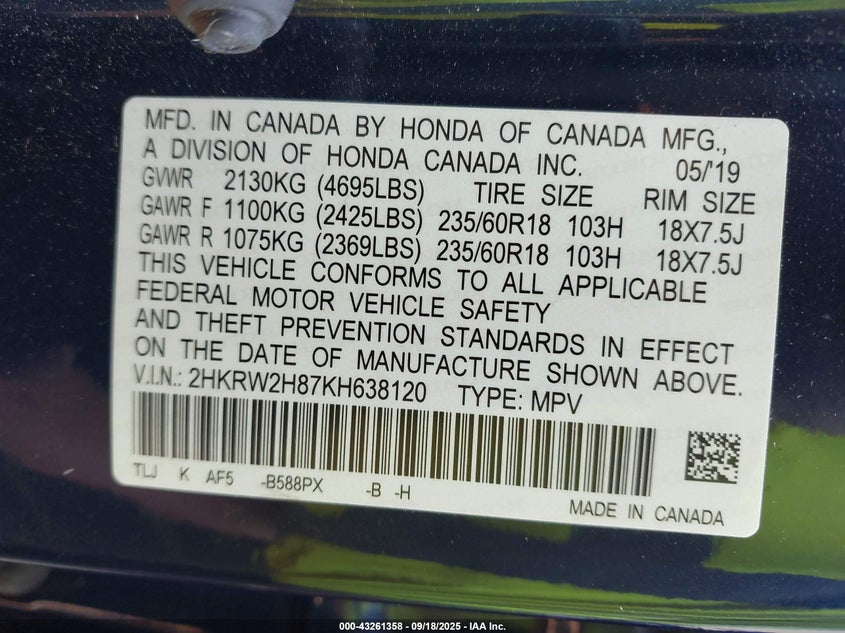 MFD. IN CANADA BY HONDA OF CANADA MFG.,
A DIVISION OF HONDA CANADA INC. 05/'19
GVWR 2130KG (4695LBS) TIRE SIZE RIM SIZE
GAWR F 1100KG (2425LBS) 235/60R18 103H 18X7.5J
GAWR R 1075KG (2369LBS) 235/60R18 103H 18X7.5J
THIS VEHICLE CONFORMS TO ALL APPLICABLE
FEDERAL MOTOR VEHICLE SAFETY
AND THEFT PREVENTION STANDARDS IN EFFECT
ON THE DATE OF MANUFACTURE SHOWN ABOVE.
V.I.N.: 2HKRW2H87KH638120 TYPE: MPV
TLJ K AF5 -B588PX -B -H
MADE IN CANADA
000-43261358 - 09/18/2025 - IAA Inc.